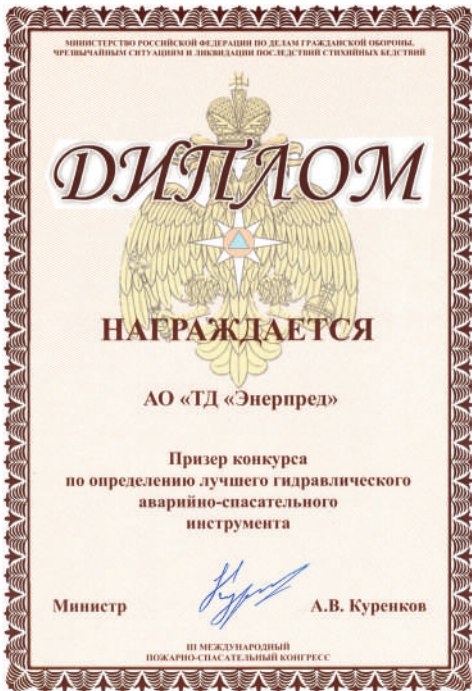 МИНИСТЕРСТВО РОССИЙСКОЙ ФЕДЕРАЦИИ ПО ДЕЛАМ ГРАЖДАНСКОЙ ОБОРОНЫ,
ЧРЕЗВЫЧАЙНЫМ СИТУАЦИЯМ И ЛИКВИДАЦИИ ПОСЛЕДСТВИЙ СТИХИЙНЫХ БЕДСТВИЙ
ДИПЛОМ
НАГРАЖДАЕТСЯ
АО «ТД «Энерпред»
Призер конкурса
по определению лучшего гидравлического
аварийно-спасательного
инструмента
Министр А.В. Куренков
III МЕЖДУНАРОДНЫЙ
ПОЖАРНО-СПАСАТЕЛЬНЫЙ КОНГРЕСС